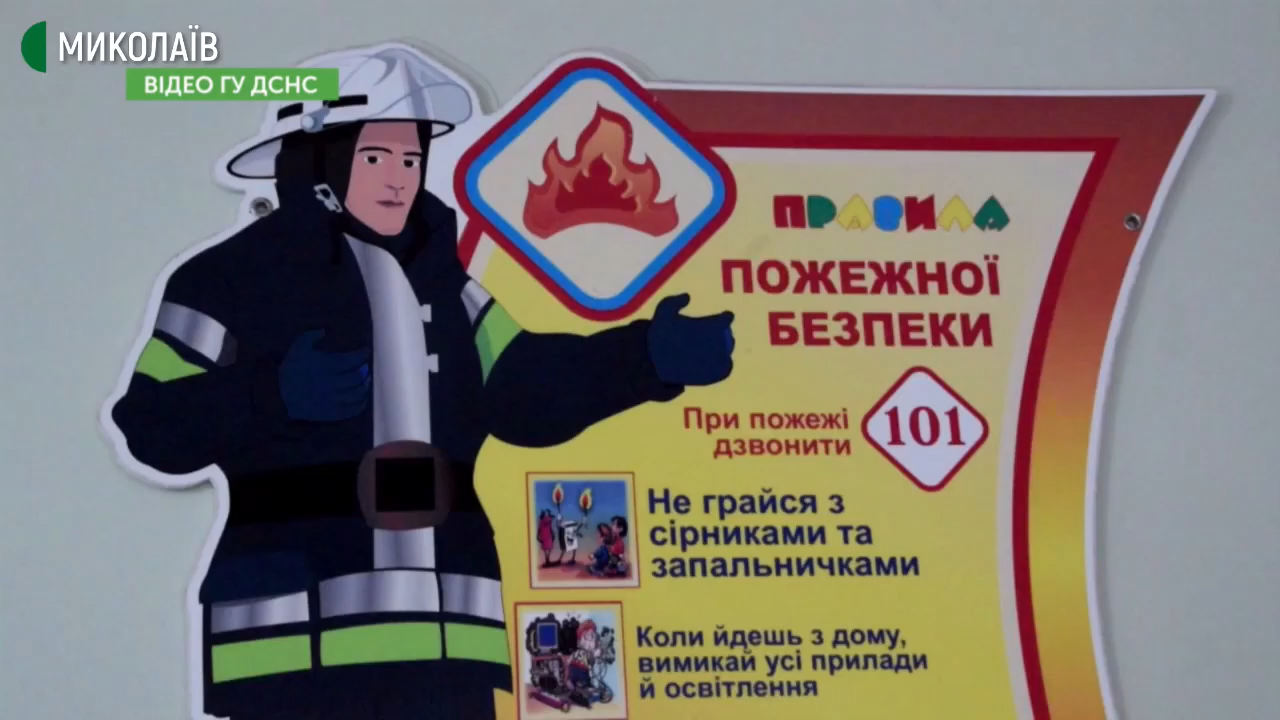 МИКОЛАЇВ
ВІДЕО ГУ ДСНС
ПРАВИЛА
ПОЖЕЖНОЇ
БЕЗПЕКИ
При пожежі
дзвонити
101
Не грайся з
сірниками та
запальничками
Коли йдешь з дому,
вимикай усі прилади
й освітлення